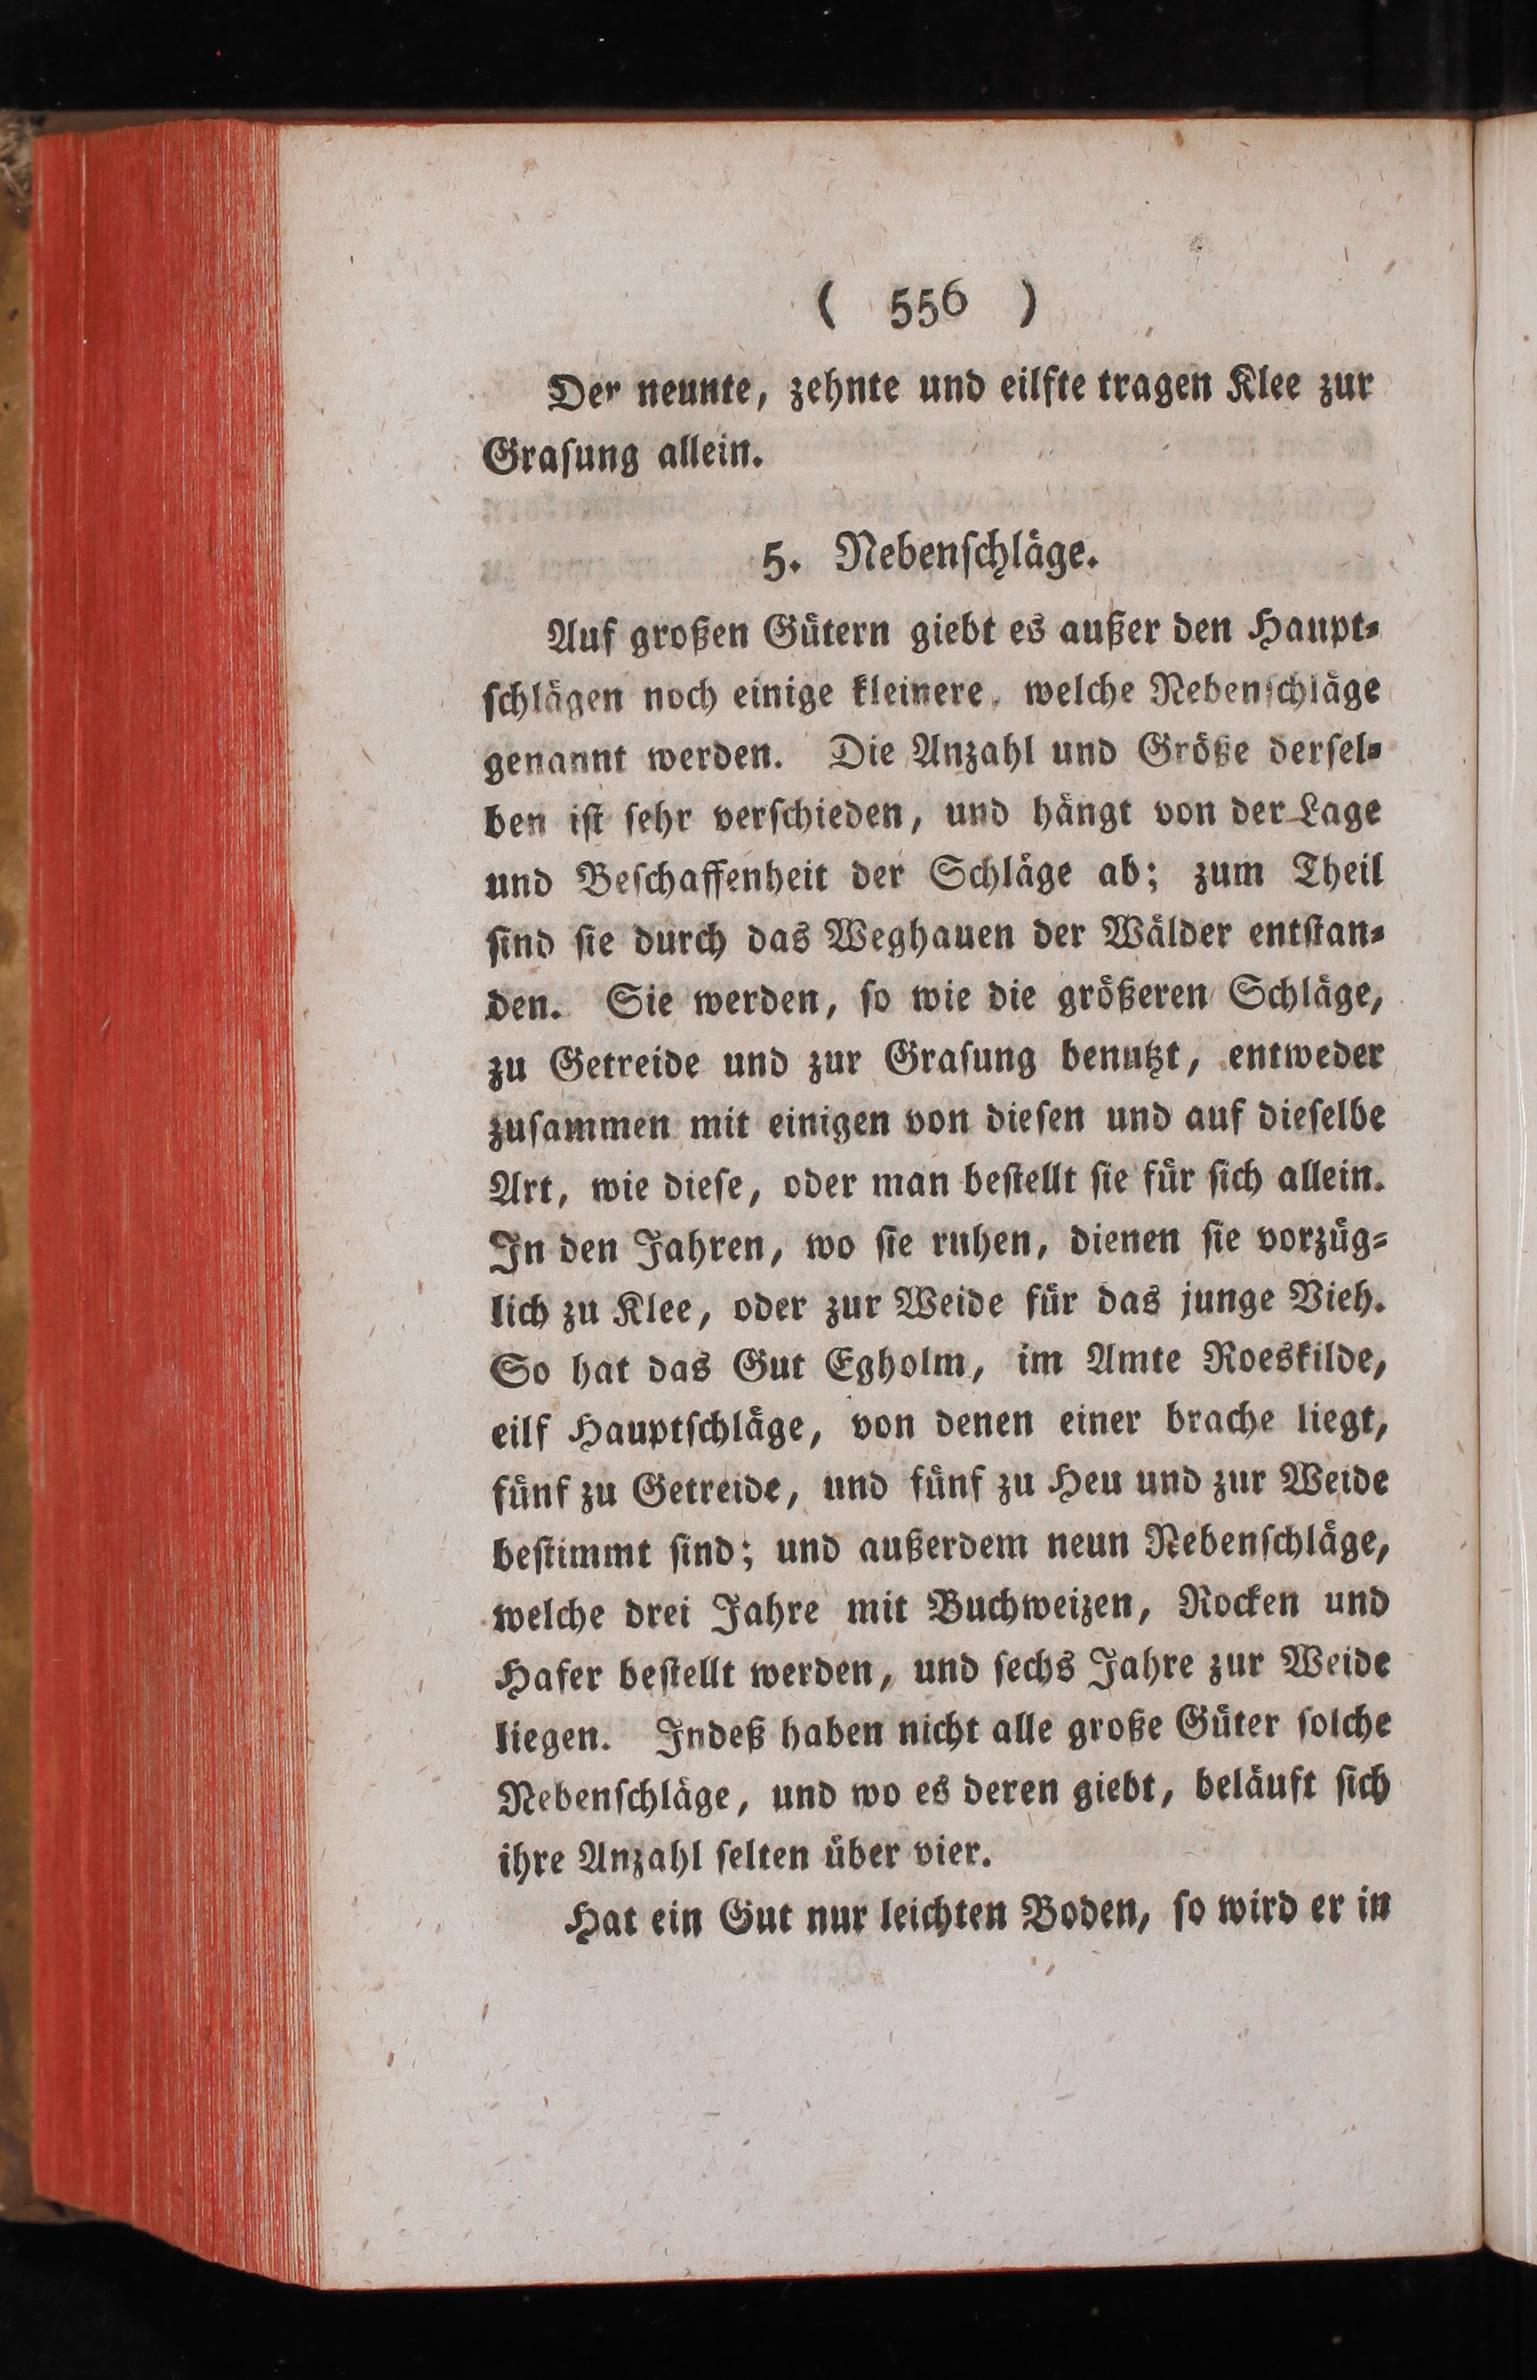 ( 556 )
Der neunte, zehnte und eilfte tragen Klee zur
Graſung allein.
5. Nebenſchläge.
Auf großen Gütern giebt es außer den Haupt⸗
ſchlägen noch einige kleinere, welche Nebenſchläge
genannt werden. Die Anzahl und Größe derſel⸗
ben iſt ſehr verſchieden, und hängt von der Lage
und Beſchaffenheit der Schläge ab; zum Theil
ſind ſie durch das Weghauen der Wälder entſtan⸗
den. Sie werden, ſo wie die größeren Schläge,
zu Getreide und zur Graſung benutzt, entweder
zuſammen mit einigen von dieſen und auf dieſelbe
Art, wie dieſe, oder man beſtellt ſie für ſich allein.
In den Jahren, wo ſie ruhen, dienen ſie vorzüg⸗
lich zu Klee, oder zur Weide für das junge Vieh.
So hat das Gut Egholm, im Amte Roeskilde,
eilf Hauptſchläge, von denen einer brache liegt,
fünf zu Getreide, und fünf zu Heu und zur Weide
beſtimmt ſind; und außerdem neun Nebenſchläge,
welche drei Jahre mit Buchweizen, Rocken und
Hafer beſtellt werden, und ſechs Jahre zur Weide
liegen. Indeß haben nicht alle große Güter ſolche
Nebenſchläge, und wo es deren giebt, beläuft ſich
ihre Anzahl ſelten über vier.
Hat ein Gut nur leichten Boden, ſo wird er in